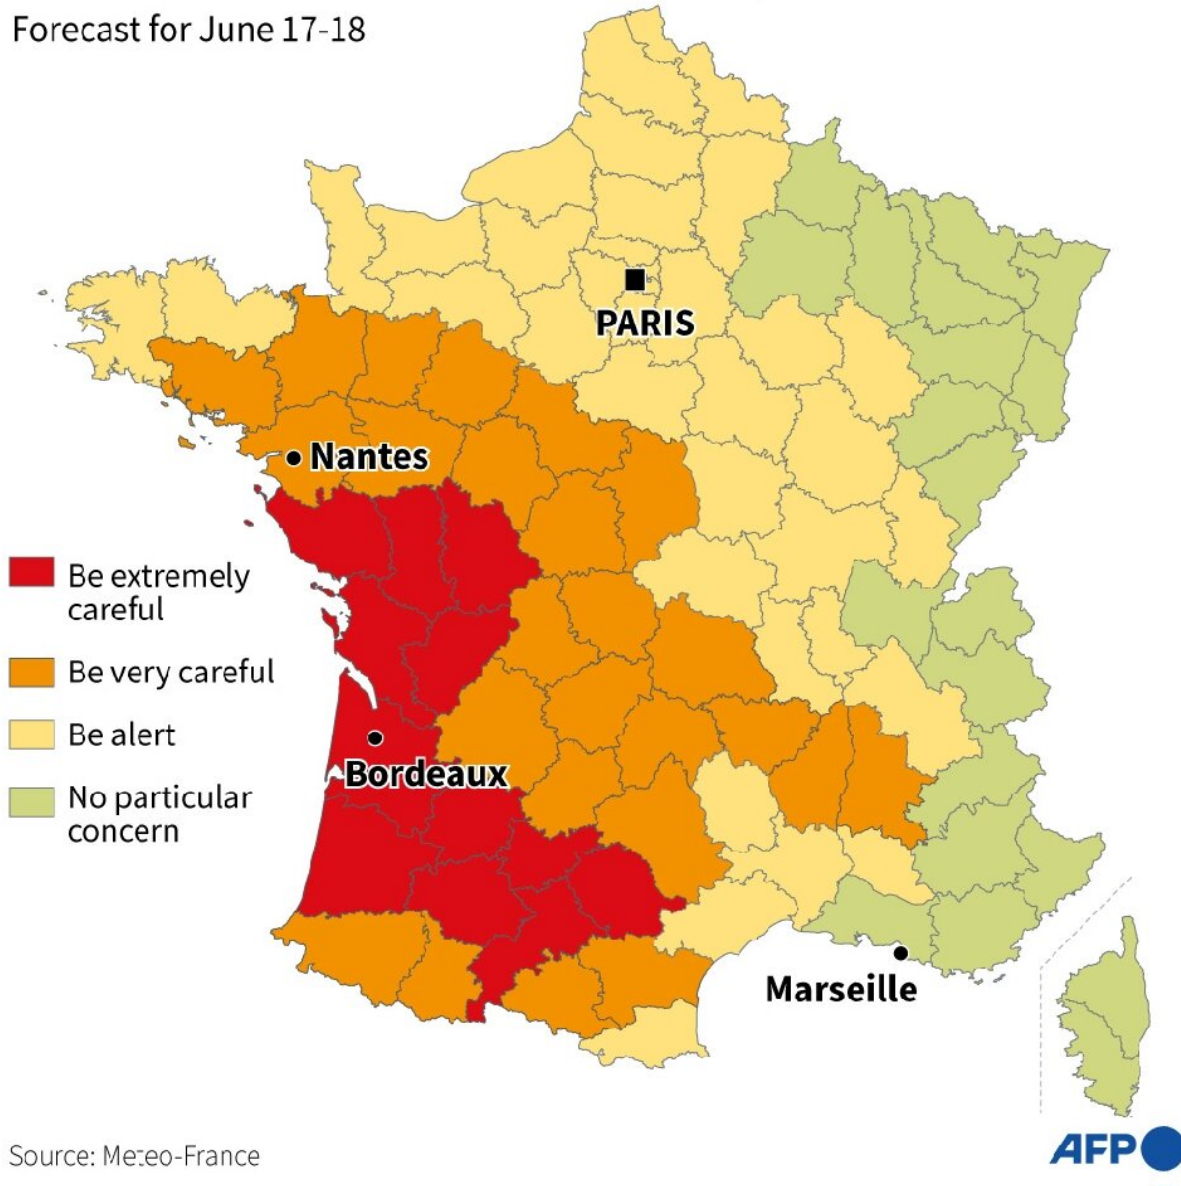 Forecast for June 17-18
PARIS
Nantes
Be extremely
careful
Be very careful
Be alert
Bordeaux
No particular
concern
Marseille
Source: Meteo-France
AFP